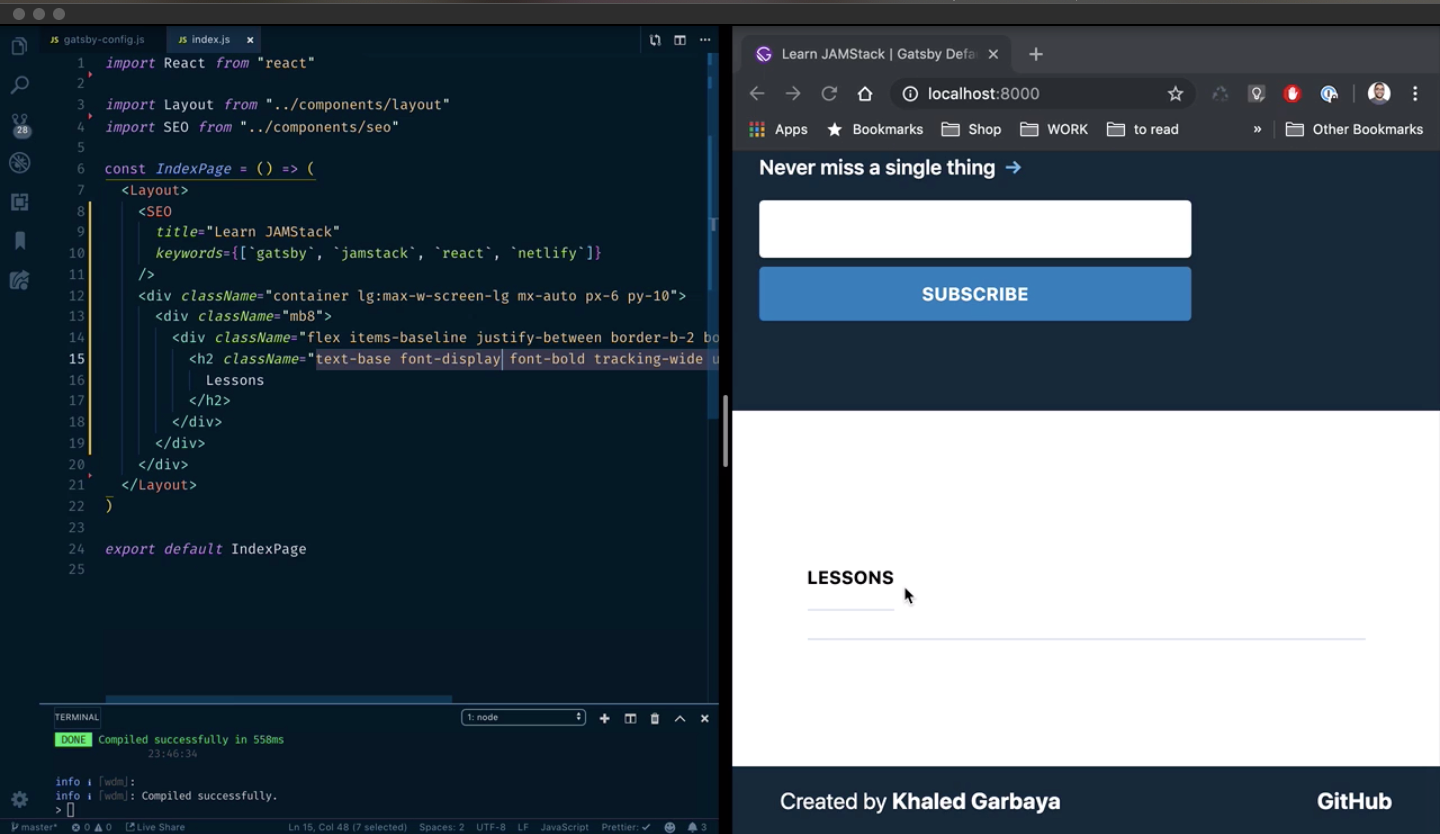 JS gatsby-config.js
JS index.js
28
1 import React from "react"
2
3 import Layout from "../components/layout"
4 import SEO from "../components/seo"
5
6 const IndexPage = () => (
7 <Layout>
8 <SEO
9 title="Learn JAMStack"
10 keywords={[`gatsby`, `jamstack`, `react`, `netlify`]}
11 />
12 <div className="container lg:max-w-screen-lg mx-auto px-6 py-10">
13 <div className="mb8">
14 <div className="flex items-baseline justify-between border-b-2 bo
15 <h2 className="text-base font-display font-bold tracking-wide u
16 Lessons
17 </h2>
18 </div>
19 </div>
20 </div>
21 </Layout>
22 )
23
24 export default IndexPage
25
TERMINAL
1: node
DONE Compiled successfully in 558ms
23:46:34
info i ｢wdm｣:
info i ｢wdm｣: Compiled successfully.
>
master* 0 0 Live Share Ln 15, Col 48 (7 selected) Spaces: 2 UTF-8 LF JavaScript Prettier: ✓ 3
Learn JAMStack | Gatsby Defa
localhost:8000
Apps Bookmarks Shop WORK to read » Other Bookmarks
Never miss a single thing →
SUBSCRIBE
LESSONS
Created by Khaled Garbaya
GitHub